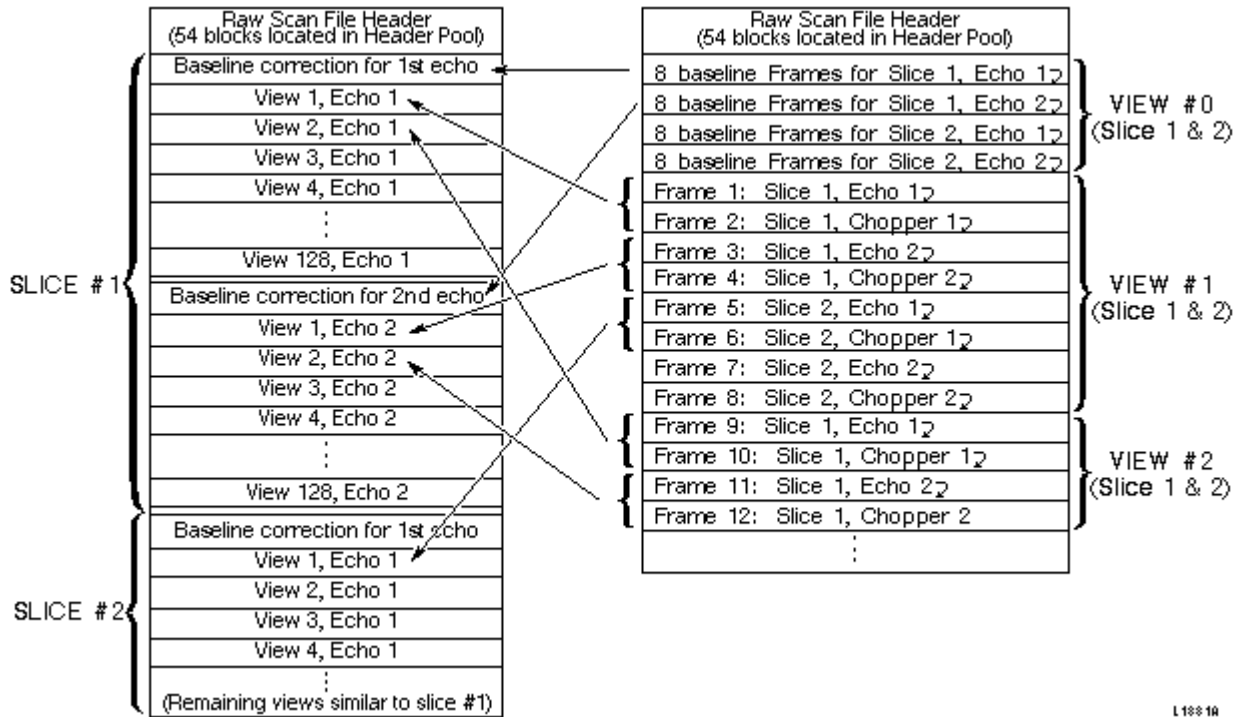 Raw Scan File Header
(54 blocks located in Header Pool)
Baseline correction for 1st echo
View 1, Echo 1
View 2, Echo 1
View 3, Echo 1
View 4, Echo 1
View 128, Echo 1
Baseline correction for 2nd echo
View 1, Echo 2
View 2, Echo 2
View 3, Echo 2
View 4, Echo 2
View 128, Echo 2
Baseline correction for 1st echo
View 1, Echo 1
View 2, Echo 1
View 3, Echo 1
View 4, Echo 1
(Remaining views similar to slice #1)
SLICE #1
SLICE #2
Raw Scan File Header
(54 blocks located in Header Pool)
8 baseline Frames for Slice 1, Echo 1
8 baseline Frames for Slice 1, Echo 2
8 baseline Frames for Slice 2, Echo 1
8 baseline Frames for Slice 2, Echo 2
Frame 1: Slice 1, Echo 1
Frame 2: Slice 1, Chopper 1
Frame 3: Slice 1, Echo 2
Frame 4: Slice 1, Chopper 2
Frame 5: Slice 2, Echo 1
Frame 6: Slice 2, Chopper 1
Frame 7: Slice 2, Echo 2
Frame 8: Slice 2, Chopper 2
Frame 9: Slice 1, Echo 1
Frame 10: Slice 1, Chopper 1
Frame 11: Slice 1, Echo 2
Frame 12: Slice 1, Chopper 2
VIEW #0
(Slice 1 & 2)
VIEW #1
(Slice 1 & 2)
VIEW #2
(Slice 1 & 2)